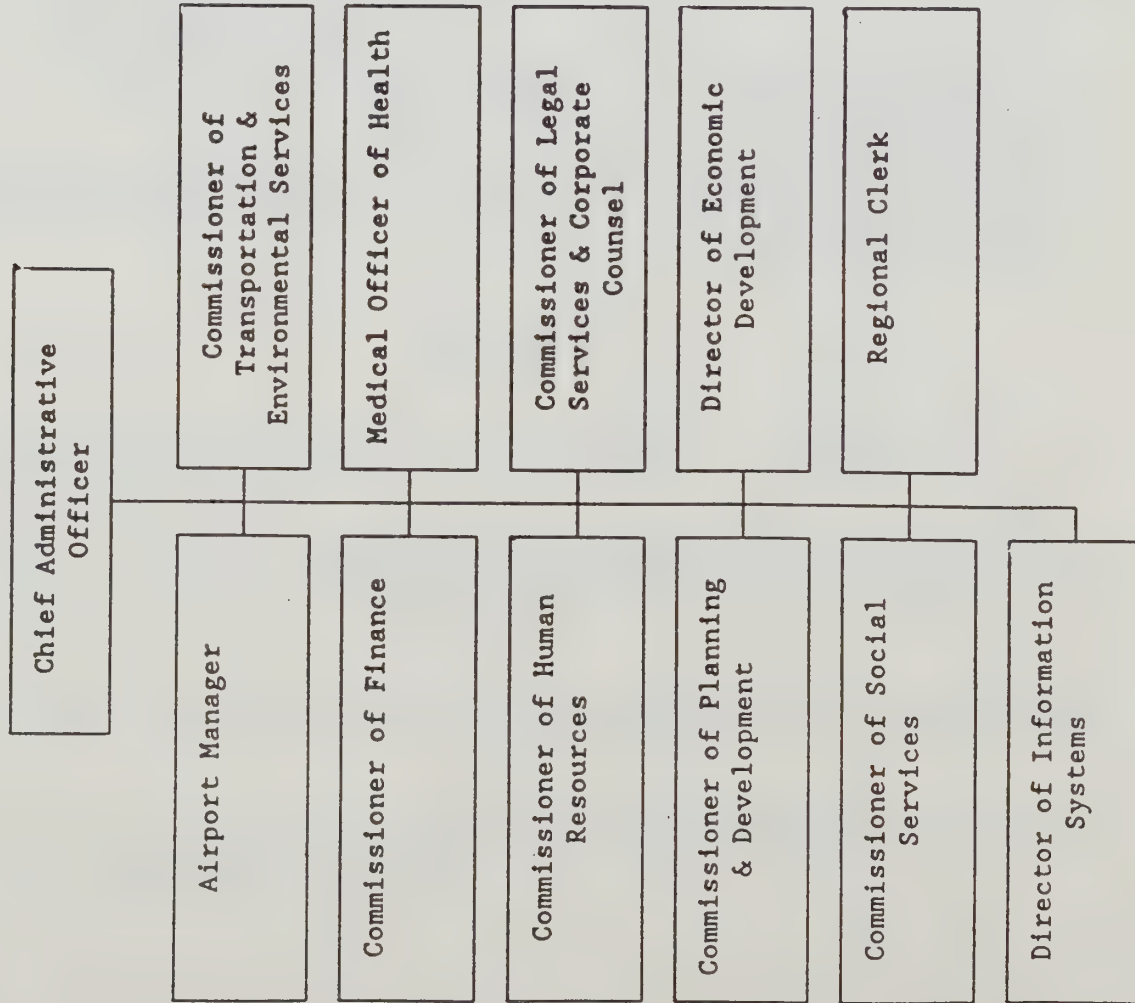 Chief Administrative
Officer
Airport Manager
Commissioner of
Transportation &
Environmental Services
Commissioner of Finance
Medical Officer of Health
Commissioner of Human
Resources
Commissioner of Legal
Services & Corporate
Counsel
Commissioner of Planning
& Development
Director of Economic
Development
Commissioner of Social
Services
Regional Clerk
Director of Information
Systems